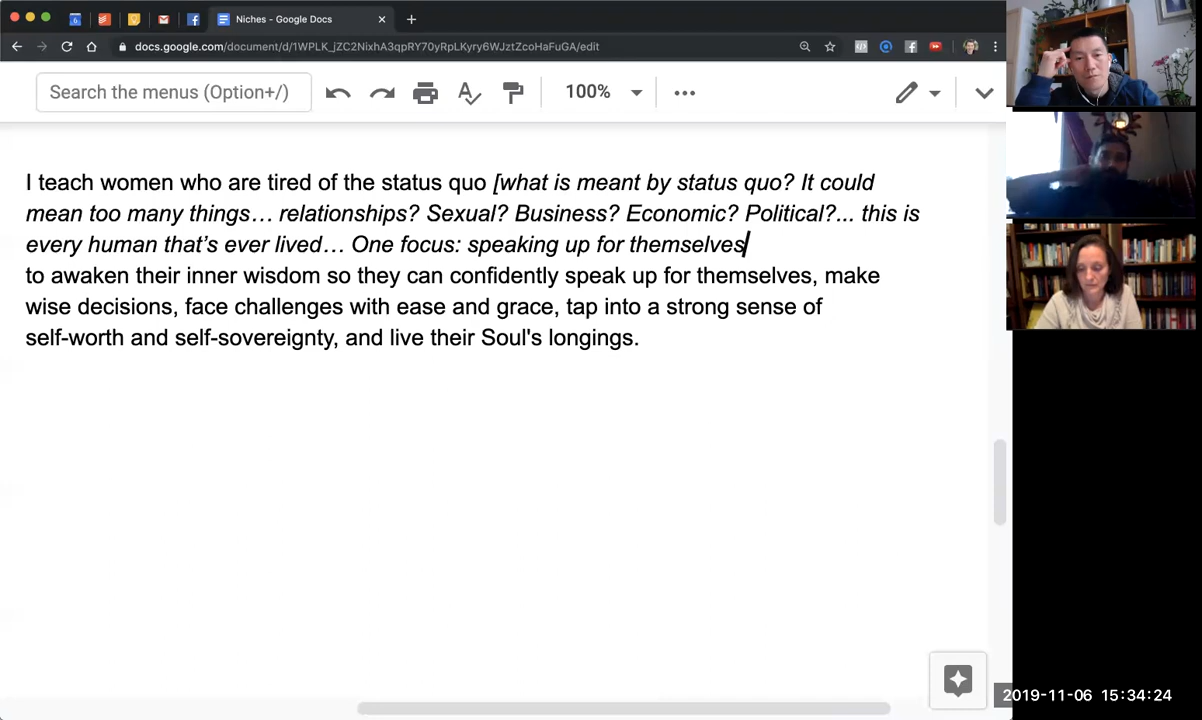 Niches - Google Docs
docs.google.com/document/d/1WPLK_jZC2NixhA3qpRY70yRpLKyry6WJztZcoHaFuGA/edit
Search the menus (Option+/)
100%
I teach women who are tired of the status quo [what is meant by status quo? It could
mean too many things… relationships? Sexual? Business? Economic? Political?... this is
every human that’s ever lived… One focus: speaking up for themselves
to awaken their inner wisdom so they can confidently speak up for themselves, make
wise decisions, face challenges with ease and grace, tap into a strong sense of
self-worth and self-sovereignty, and live their Soul's longings.
2019-11-06 15:34:24